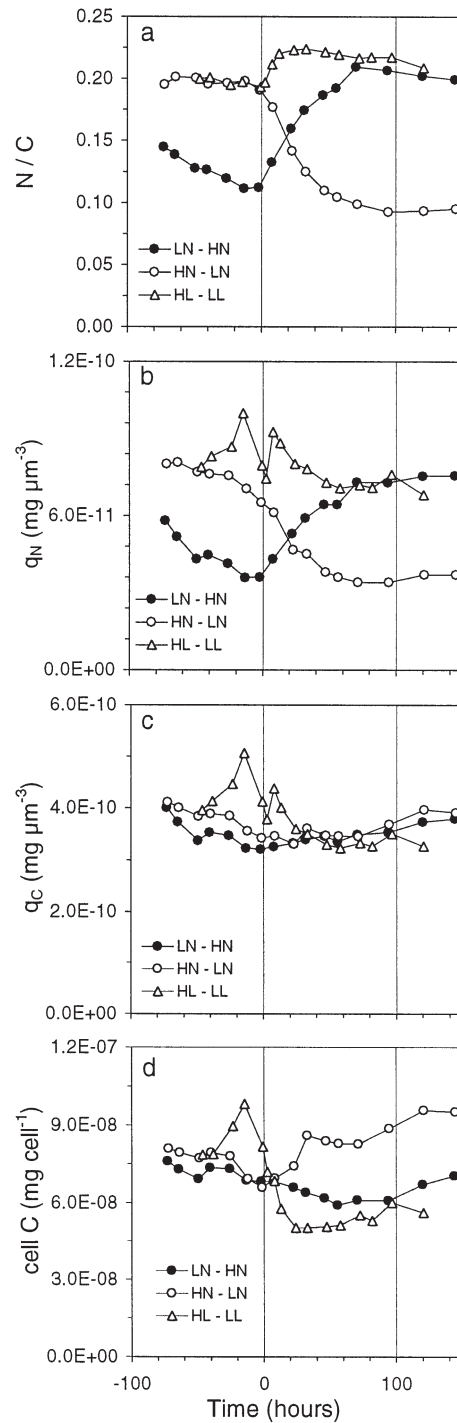 a
0.25
0.20
0.15
0.10
0.05
0.00
N / C
LN - HN
HN - LN
HL - LL
b
1.2E-10
6.0E-11
0.0E+00
qN (mg µm⁻³)
LN - HN
HN - LN
HL - LL
c
6.0E-10
4.0E-10
2.0E-10
0.0E+00
qC (mg µm⁻³)
LN - HN
HN - LN
HL - LL
d
1.2E-07
9.0E-08
6.0E-08
3.0E-08
0.0E+00
cell C (mg cell⁻¹)
LN - HN
HN - LN
HL - LL
-100 0 100
Time (hours)